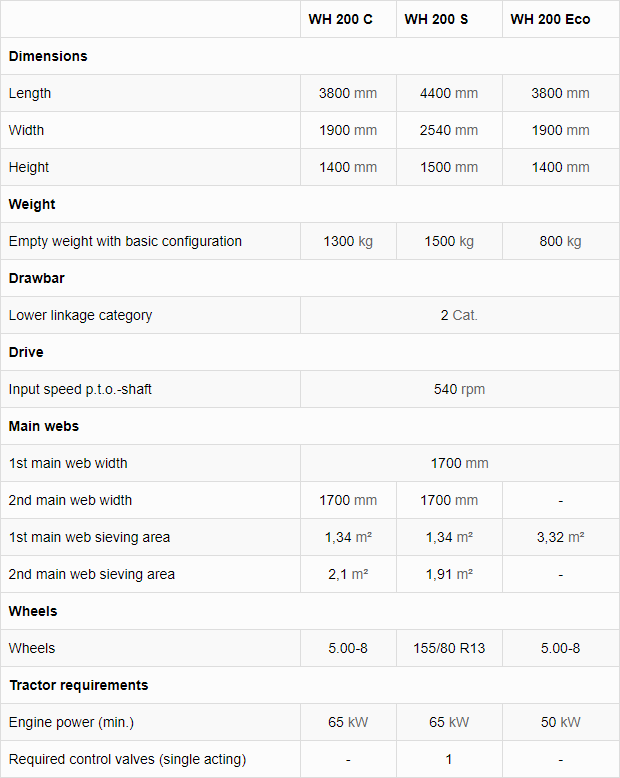 WH 200 C WH 200 S WH 200 Eco
Dimensions
Length 3800 mm 4400 mm 3800 mm
Width 1900 mm 2540 mm 1900 mm
Height 1400 mm 1500 mm 1400 mm
Weight
Empty weight with basic configuration 1300 kg 1500 kg 800 kg
Drawbar
Lower linkage category 2 Cat.
Drive
Input speed p.t.o.-shaft 540 rpm
Main webs
1st main web width 1700 mm
2nd main web width 1700 mm 1700 mm -
1st main web sieving area 1,34 m² 1,34 m² 3,32 m²
2nd main web sieving area 2,1 m² 1,91 m² -
Wheels
Wheels 5.00-8 155/80 R13 5.00-8
Tractor requirements
Engine power (min.) 65 kW 65 kW 50 kW
Required control valves (single acting) - 1 -